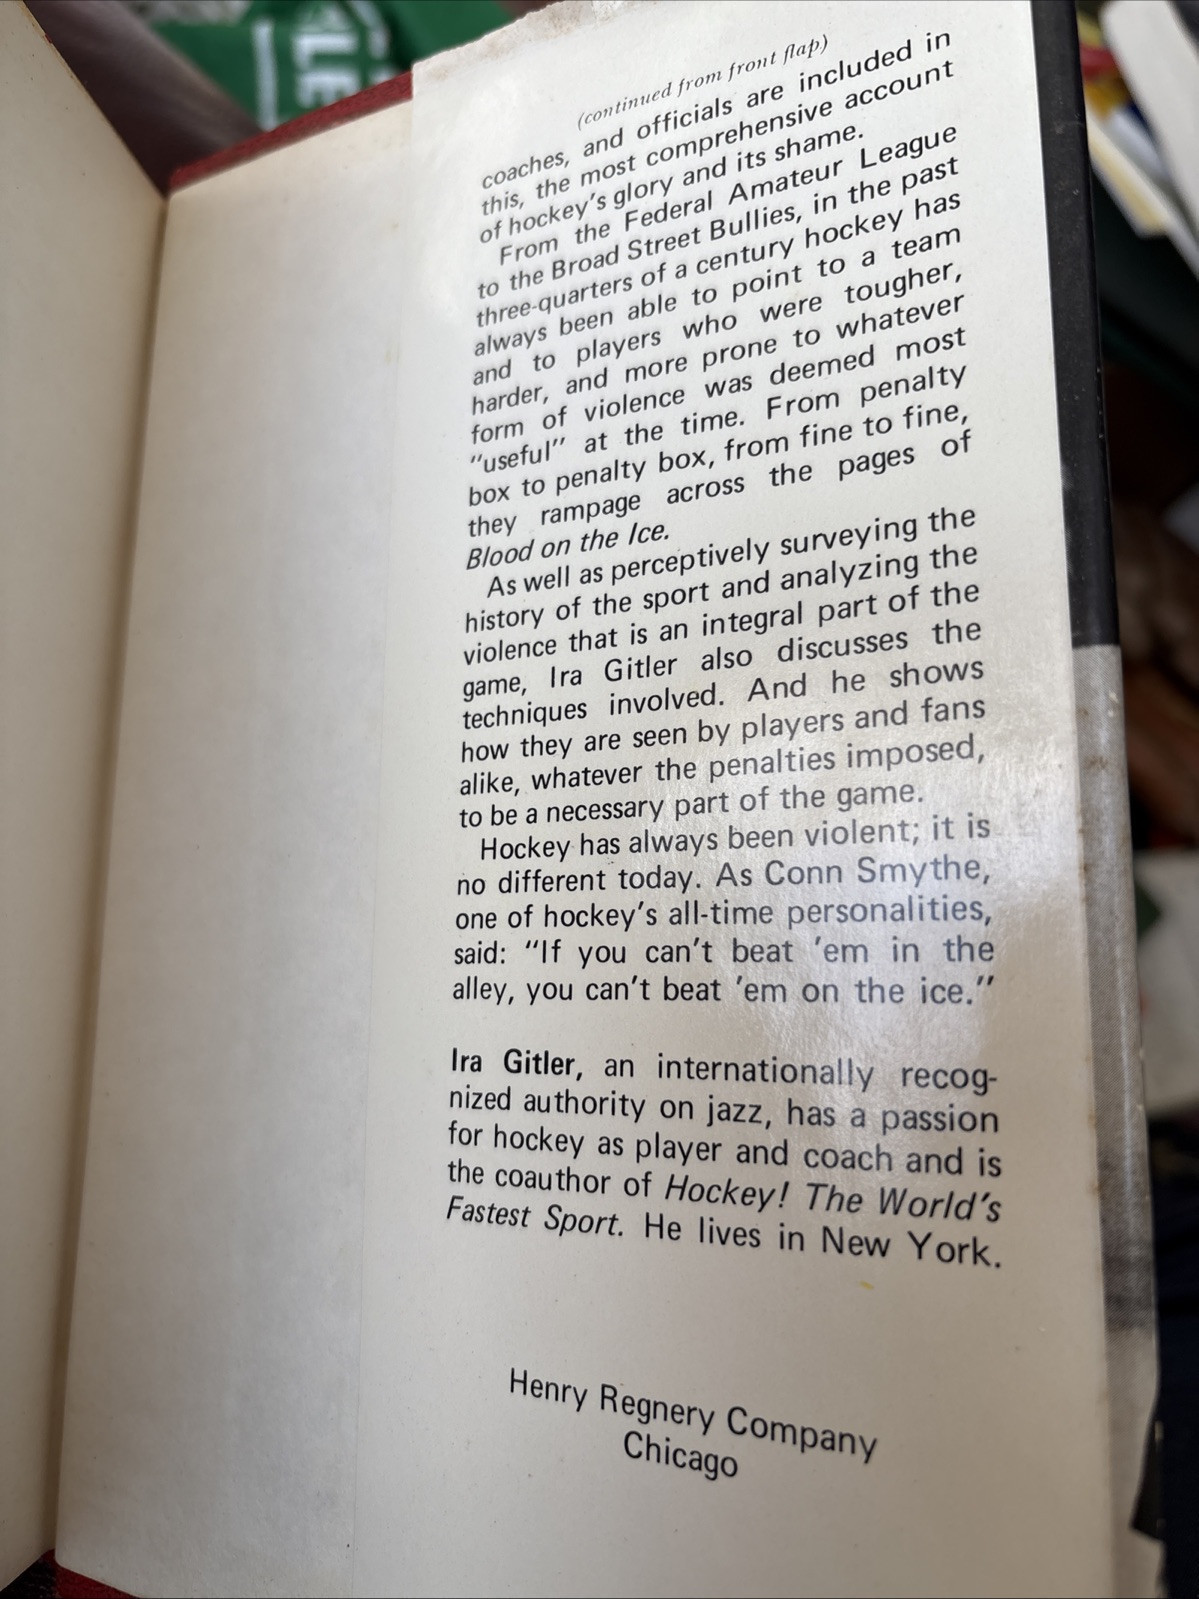 LE
(continued from front flap)
coaches, and officials are included in
this, the most comprehensive account
of hockey's glory and its shame.
From the Federal Amateur League
to the Broad Street Bullies, in the past
three-quarters of a century hockey has
always been able to point to a team
and to players who were tougher,
harder, and more prone to whatever
form of violence was deemed most
"useful" at the time. From penalty
box to penalty box, from fine to fine,
they rampage across the pages of
Blood on the Ice.
As well as perceptively surveying the
history of the sport and analyzing the
violence that is an integral part of the
game, Ira Gitler also discusses the
techniques involved. And he shows
how they are seen by players and fans
alike, whatever the penalties imposed,
to be a necessary part of the game.
Hockey has always been violent; it is
no different today. As Conn Smythe,
one of hockey's all-time personalities,
said: "If you can't beat 'em in the
alley, you can't beat 'em on the ice."
Ira Gitler, an internationally recog-
nized authority on jazz, has a passion
for hockey as player and coach and is
the coauthor of Hockey! The World's
Fastest Sport. He lives in New York.
Henry Regnery Company
Chicago